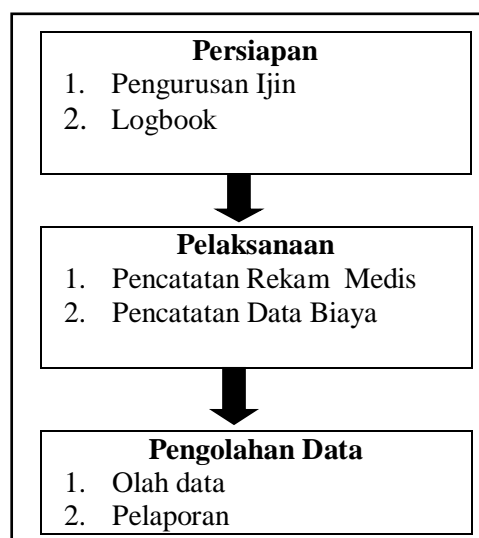 Persiapan
1. Pengurusan Ijin
2. Logbook
Pelaksanaan
1. Pencatatan Rekam Medis
2. Pencatatan Data Biaya
Pengolahan Data
1. Olah data
2. Pelaporan